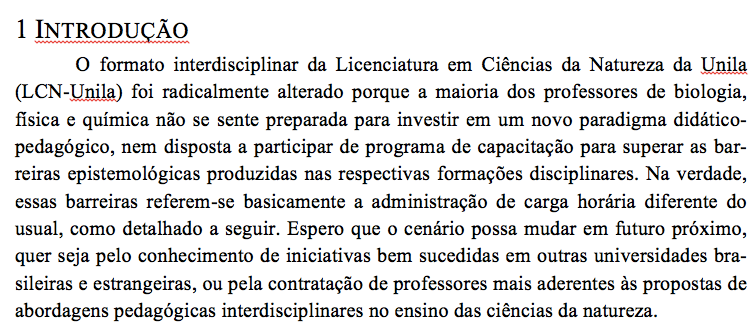 1 INTRODUÇÃO
O formato interdisciplinar da Licenciatura em Ciências da Natureza da Unila
(LCN-Unila) foi radicalmente alterado porque a maioria dos professores de biologia,
física e química não se sente preparada para investir em um novo paradigma didático-
pedagógico, nem disposta a participar de programa de capacitação para superar as bar-
reiras epistemológicas produzidas nas respectivas formações disciplinares. Na verdade,
essas barreiras referem-se basicamente a administração de carga horária diferente do
usual, como detalhado a seguir. Espero que o cenário possa mudar em futuro próximo,
quer seja pelo conhecimento de iniciativas bem sucedidas em outras universidades bra-
sileiras e estrangeiras, ou pela contratação de professores mais aderentes às propostas de
abordagens pedagógicas interdisciplinares no ensino das ciências da natureza.